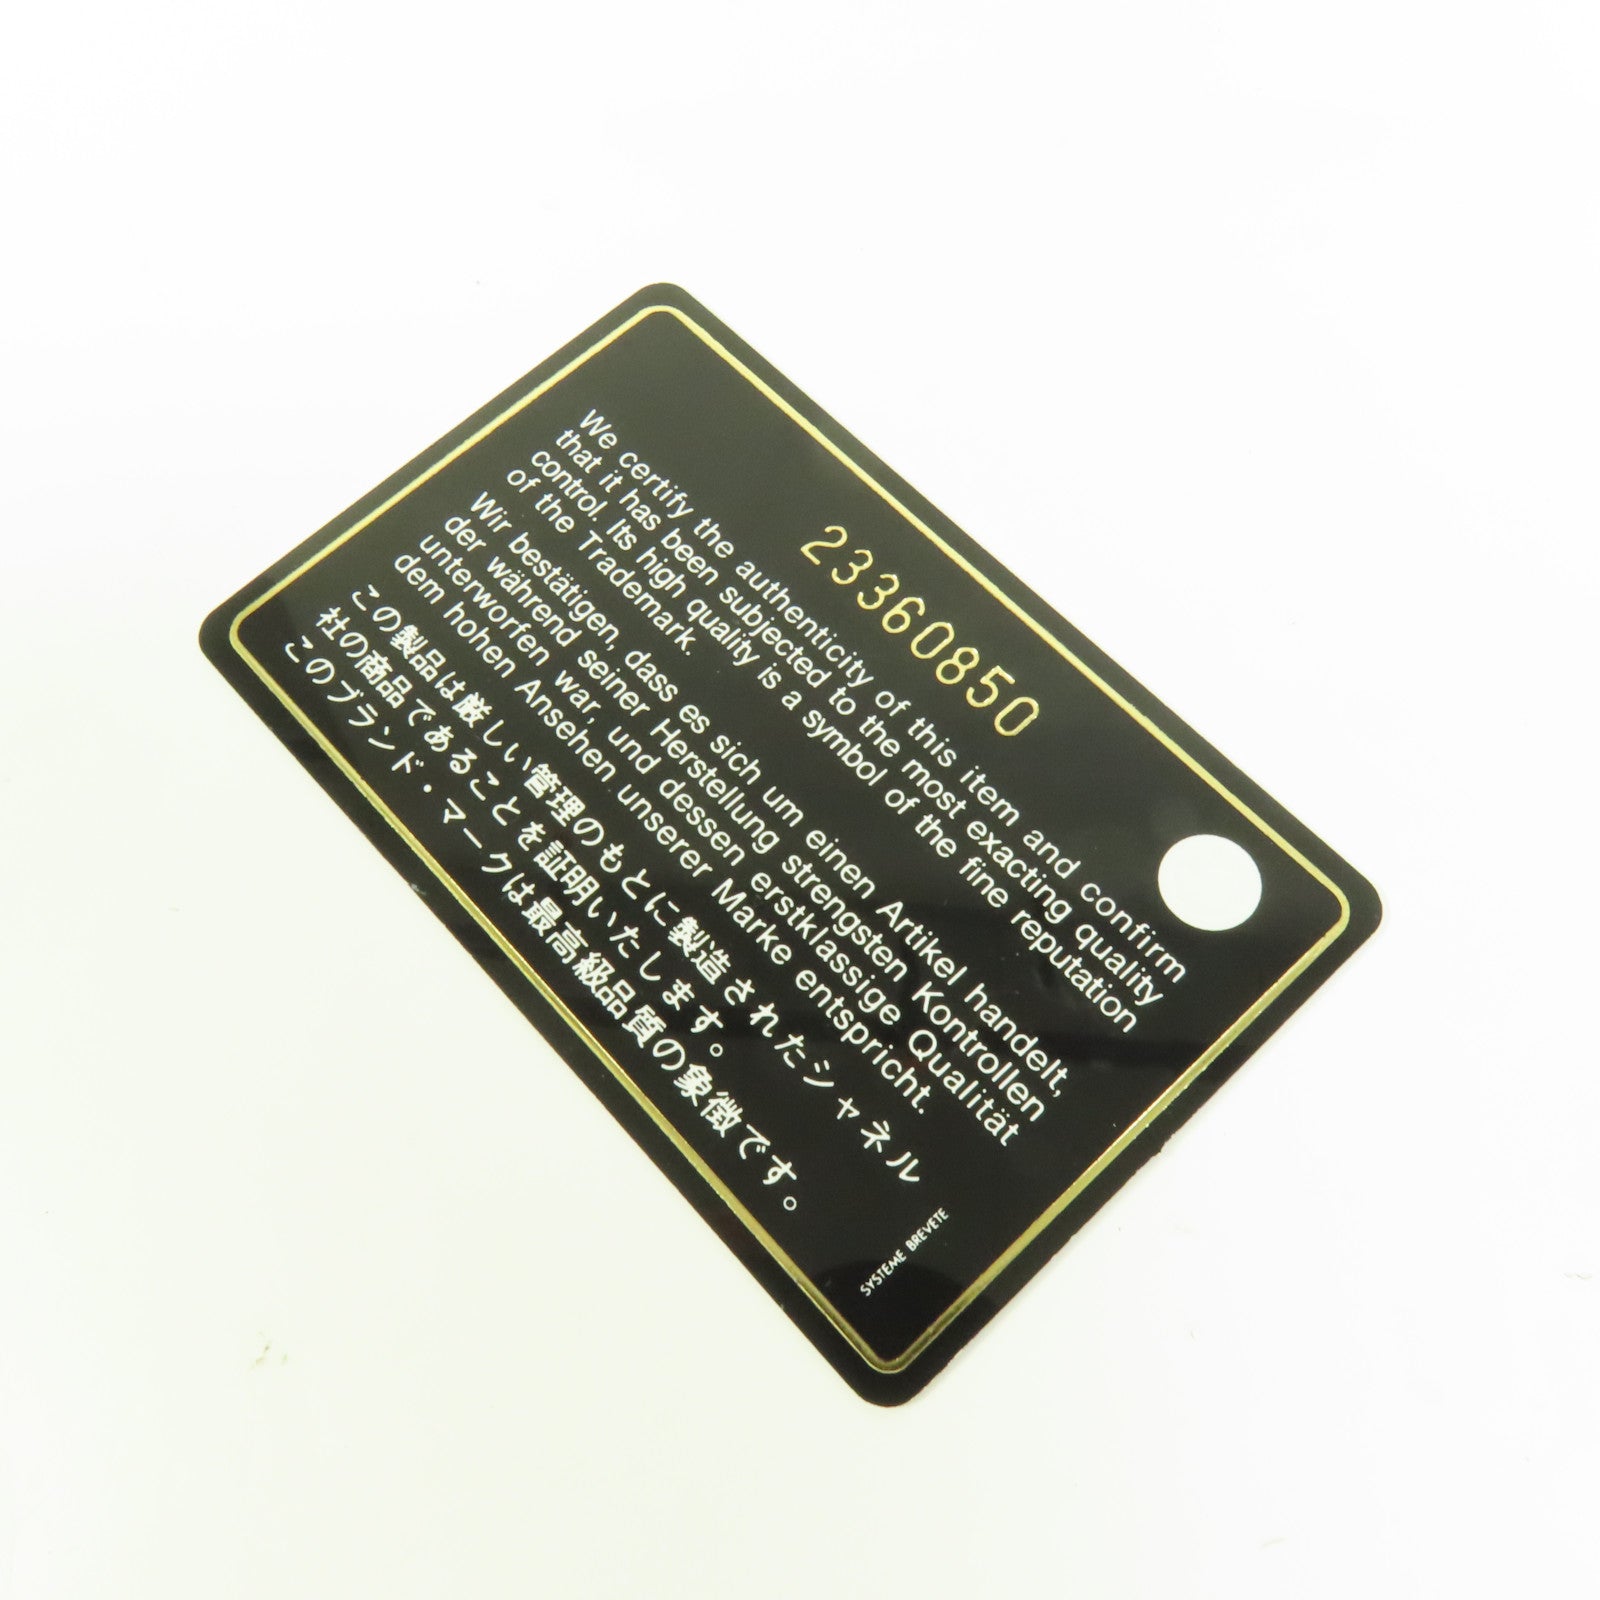 23360850
We certify the authenticity of this item and confirm
that it has been subjected to the most exacting quality
control. Its high quality is a symbol of the fine reputation
of the Trademark.
Wir bestätigen, dass es sich um einen Artikel handelt,
der während seiner Herstellung strengsten Kontrollen
unterworfen war, und dessen erstklassige Qualität
dem hohen Ansehen unserer Marke entspricht.
この製品は厳しい管理のもとに製造されたシャネル
社の商品であることを証明いたします。
このブランド・マークは最高級品質の象徴です。
SYSTEME BREVETE